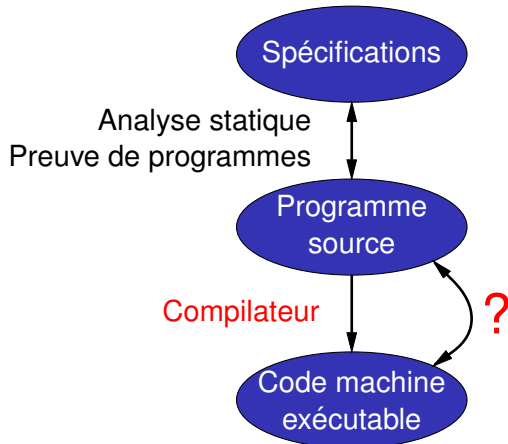 Spécifications
Analyse statique
Preuve de programmes
Programme
source
Compilateur
?
Code machine
exécutable